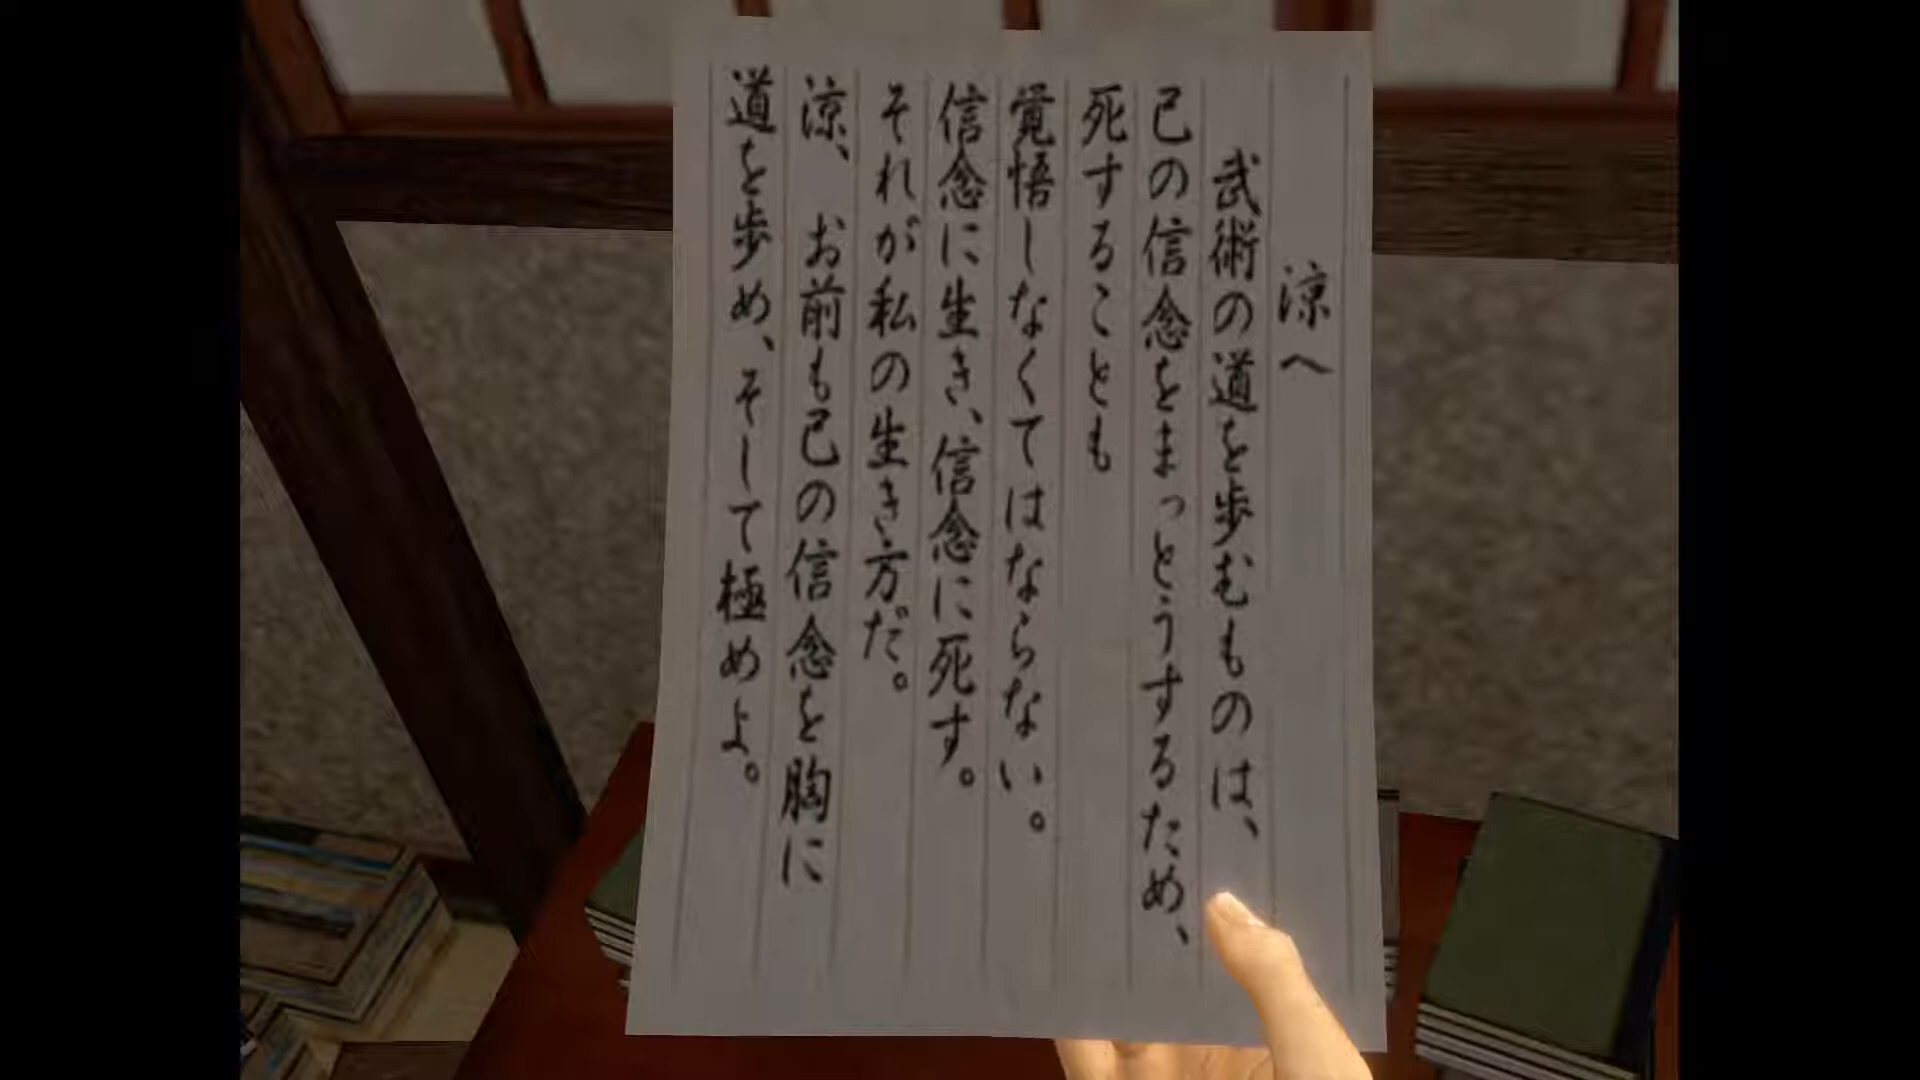 涼へ
武術の道を歩むものは、
己の信念をまっとうするため、
死することも
覚悟しなくてはならない。
信念に生き、信念に死す。
それが私の生き方だ。
涼、お前も己の信念を胸に
道を歩め、そして極めよ。